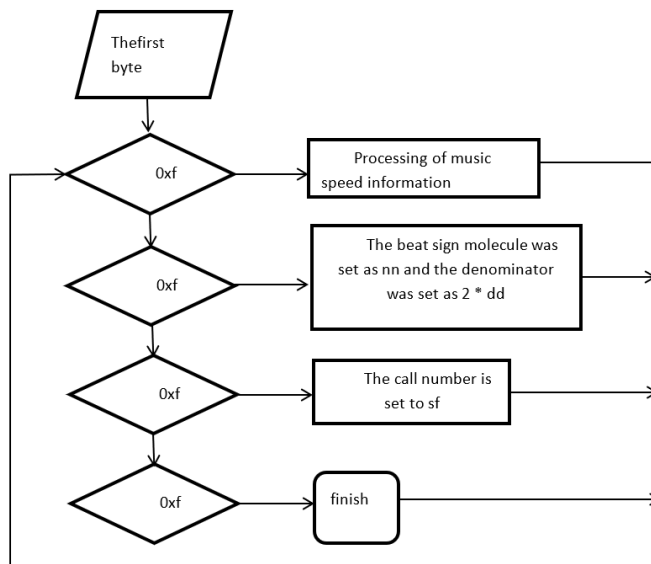 Thefirst
byte
0xf
Processing of music
speed information
0xf
The beat sign molecule was
set as nn and the denominator
was set as 2 * dd
0xf
The call number is
set to sf
0xf
finish